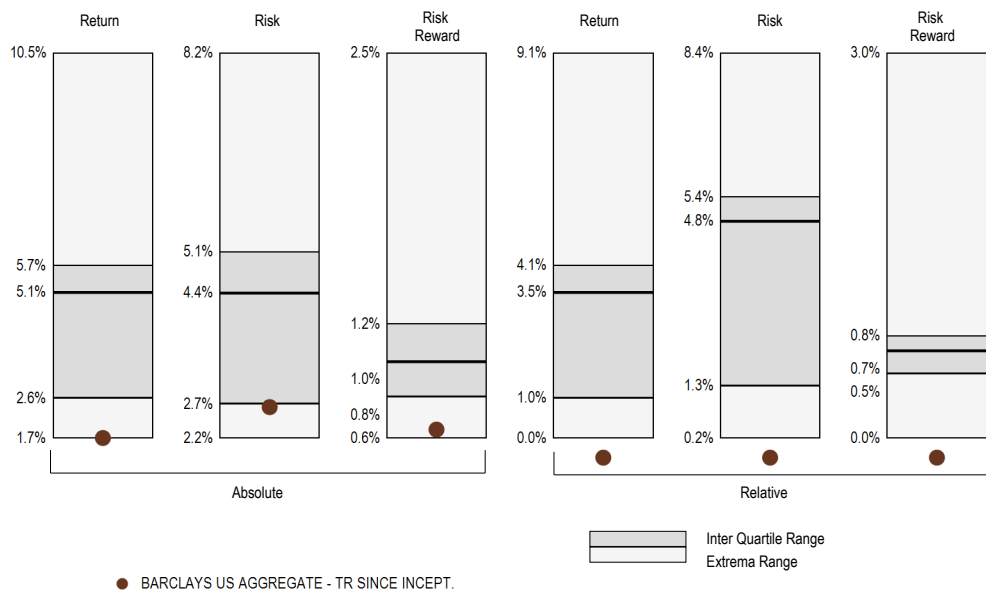 Return
Risk
Risk
Reward
Return
Risk
Risk
Reward
10.5%
5.7%
5.1%
2.6%
1.7%
8.2%
5.1%
4.4%
2.7%
2.2%
2.5%
1.2%
1.0%
0.8%
0.6%
9.1%
4.1%
3.5%
1.0%
0.0%
8.4%
5.4%
4.8%
1.3%
0.2%
3.0%
0.8%
0.7%
0.5%
0.0%
Absolute
Relative
Inter Quartile Range
Extrema Range
BARCLAYS US AGGREGATE - TR SINCE INCEPT.